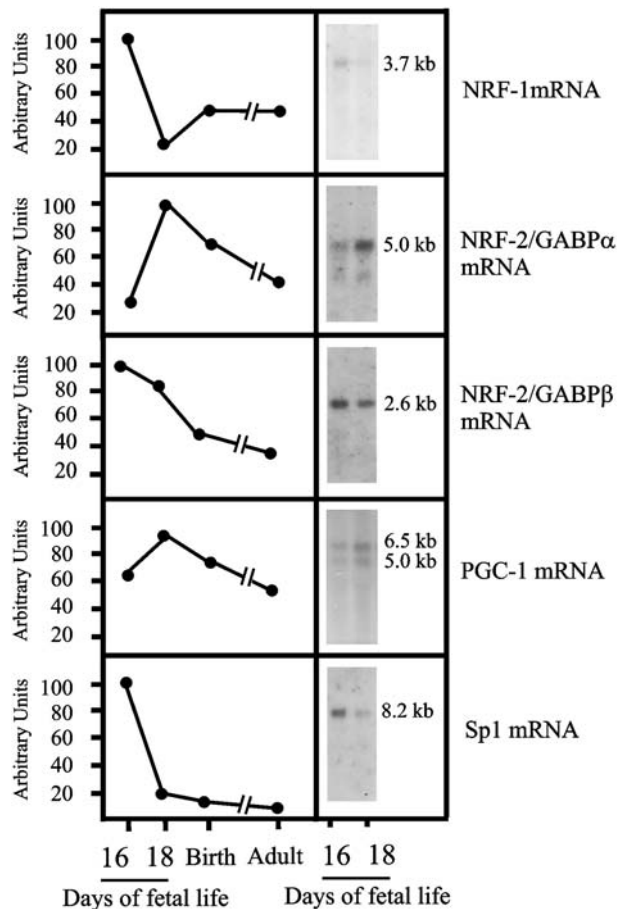 Arbitrary Units
100
80
60
40
20
3.7 kb
NRF-1mRNA
Arbitrary Units
100
80
60
40
20
5.0 kb
NRF-2/GABPα
mRNA
Arbitrary Units
100
80
60
40
20
2.6 kb
NRF-2/GABPβ
mRNA
Arbitrary Units
100
80
60
40
20
6.5 kb
5.0 kb
PGC-1 mRNA
Arbitrary Units
100
80
60
40
20
8.2 kb
Sp1 mRNA
16 18 Birth Adult
Days of fetal life
16 18
Days of fetal life